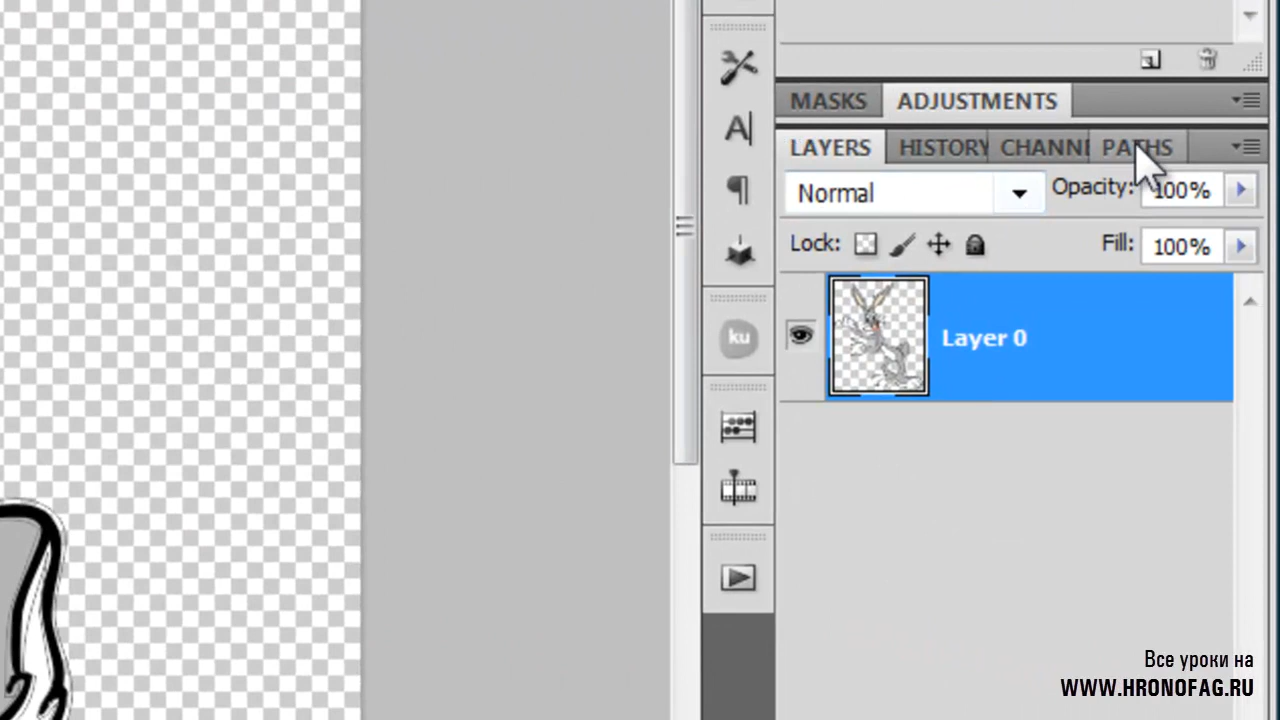 MASKS ADJUSTMENTS
LAYERS HISTORY CHANNE PATHS
Normal Opacity: 100%
Lock: Fill: 100%
A
ku
Layer 0
Все уроки на
WWW.HRONOFAG.RU